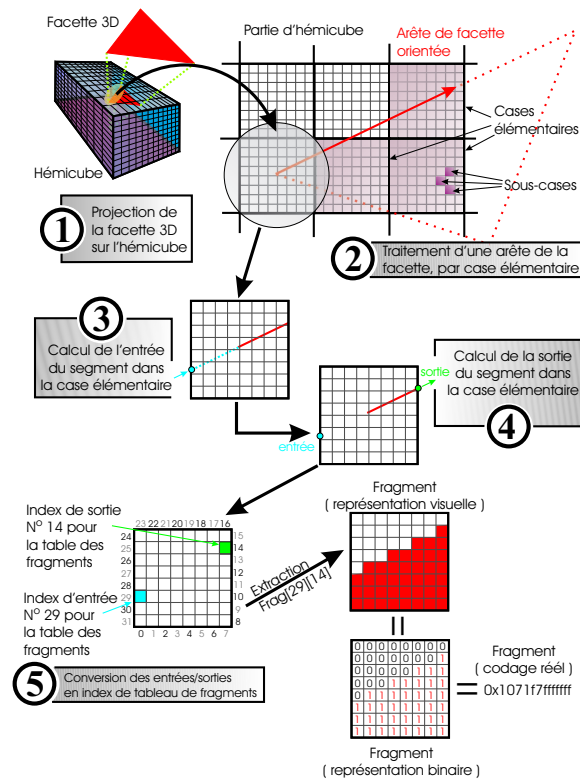 Facette 3D
Partie d'hémicube
Arête de facette
orientée
Cases
élémentaires
Sous-cases
Hémicube
1
Projection de
la facette 3D
sur l'hémicube
2
Traitement d'une arête de la
facette, par case élémentaire
3
Calcul de l'entrée
du segment dans
la case élémentaire
sortie
Calcul de la sortie
du segment dans
la case élémentaire
4
entrée
Index de sortie
N° 14 pour
la table des
fragments
Index d'entrée
N° 29 pour
la table des
fragments
23 22 21 20 19 18 17 16
24 15
25 14
26 13
27 12
28 11
29 10
30 9
31 8
0 1 2 3 4 5 6 7
Extraction
Frag[29][14]
Fragment
( représentation visuelle )
5
Conversion des entrées/sorties
en index de tableau de fragments
0 0 0 0 0 0 0 0
0 0 0 0 0 0 0 1
0 0 0 0 0 1 1 1
0 0 0 1 1 1 1 1
0 1 1 1 1 1 1 1
1 1 1 1 1 1 1 1
1 1 1 1 1 1 1 1
1 1 1 1 1 1 1 1
Fragment
( codage réél )
0x1071f7fffffff
Fragment
( représentation binaire )